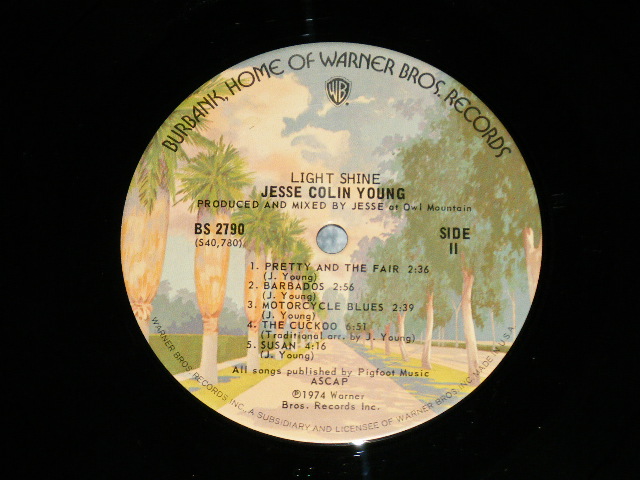 BURBANK, HOME OF WARNER BROS. RECORDS
WB
LIGHT SHINE
JESSE COLIN YOUNG
PRODUCED AND MIXED BY JESSE at Owl Mountain
BS 2790
(S40,780)
SIDE
II
1. PRETTY AND THE FAIR 2:36
(J. Young)
2. BARBADOS 2:56
(J. Young)
3. MOTORCYCLE BLUES 2:39
(J. Young)
4. THE CUCKOO 6:51
(Traditional arr. by J. Young)
5. SUSAN 4:16
(J. Young)
All songs published by Pigfoot Music
ASCAP
℗1974 Warner
Bros. Records Inc.
WARNER BROS. RECORDS INC., A SUBSIDIARY AND LICENSEE OF WARNER BROS. INC. MADE IN U.S.A.